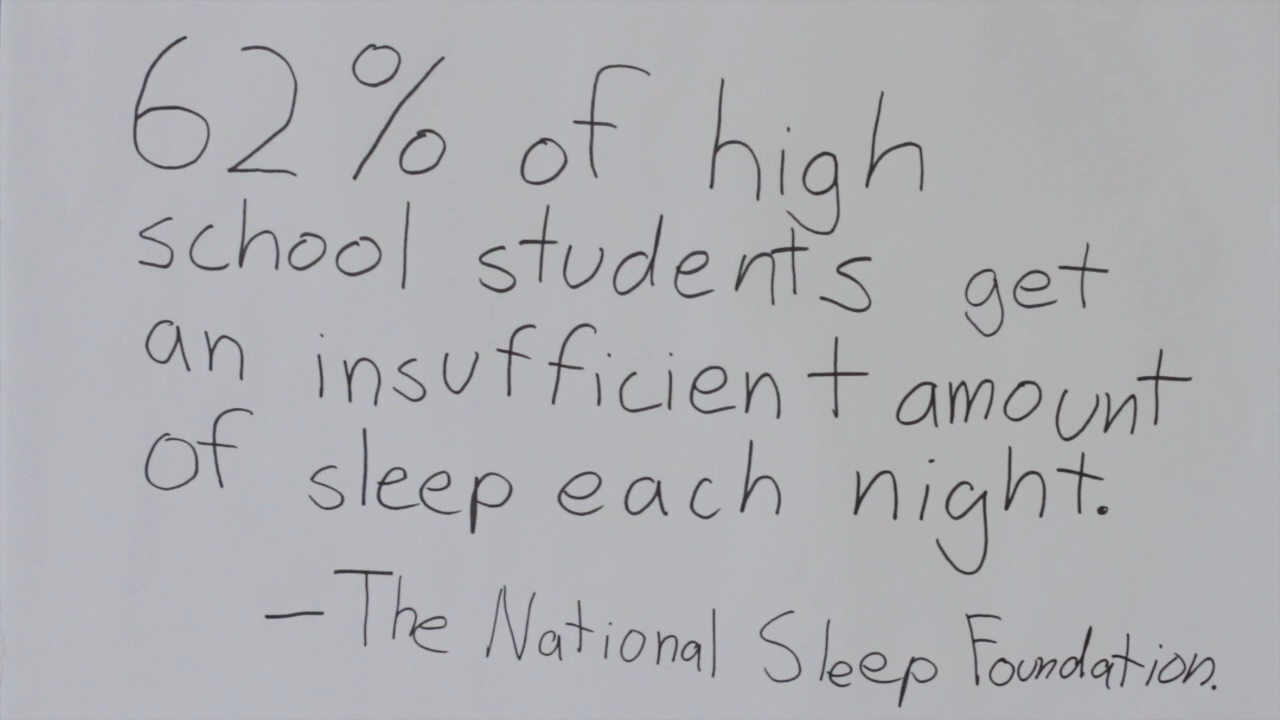 62% of high
school students get
an insufficient amount
of sleep each night.
— The National Sleep Foundation.